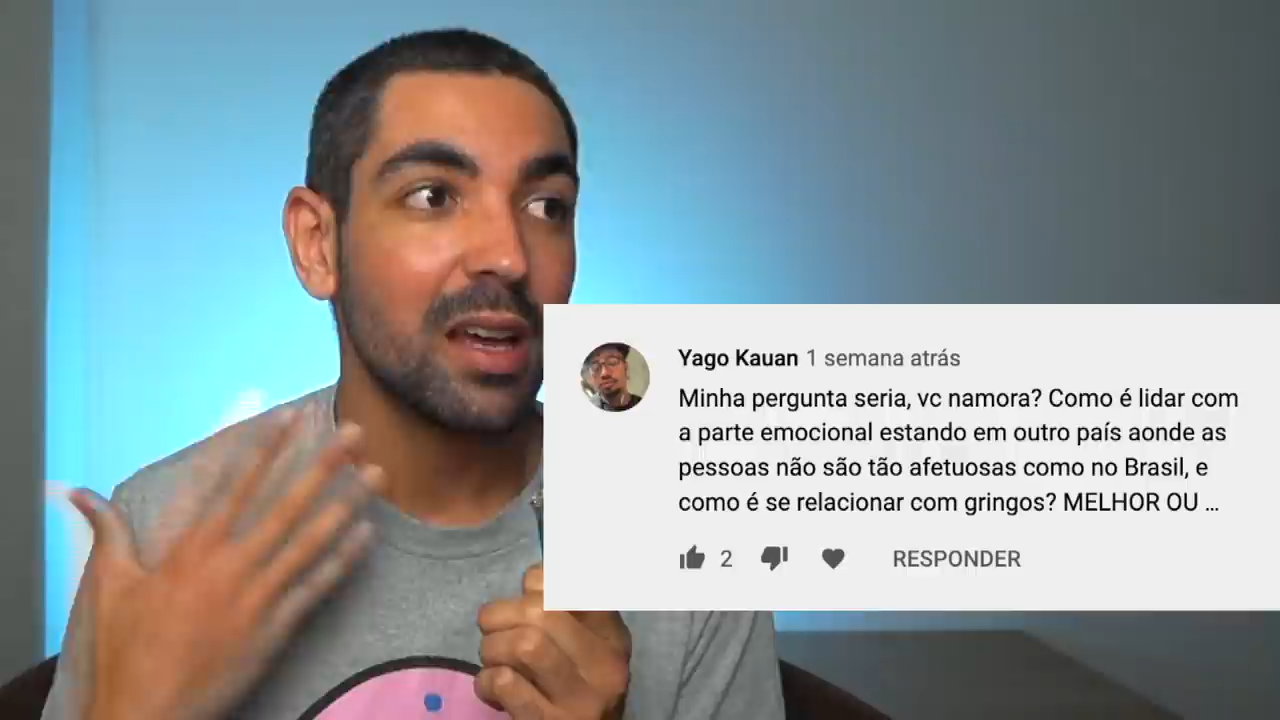 Yago Kauan 1 semana atrás
Minha pergunta seria, vc namora? Como é lidar com
a parte emocional estando em outro país aonde as
pessoas não são tão afetuosas como no Brasil, e
como é se relacionar com gringos? MELHOR OU ...
2 RESPONDER